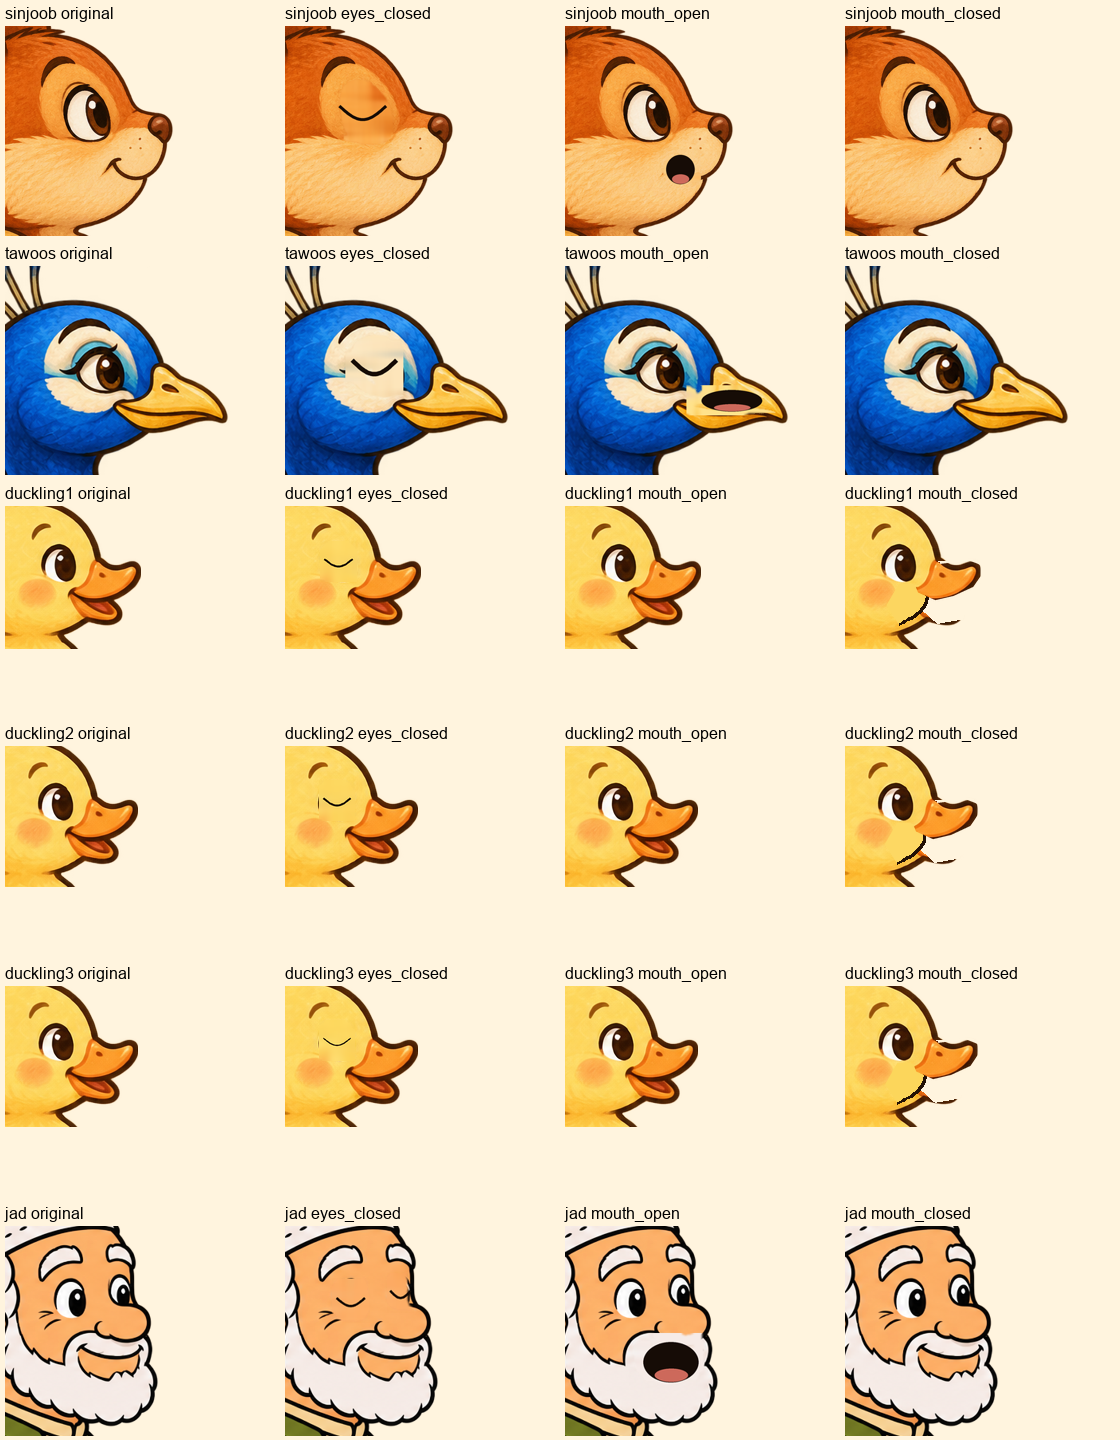 sinjoob original
sinjoob eyes_closed
sinjoob mouth_open
sinjoob mouth_closed
tawoos original
tawoos eyes_closed
tawoos mouth_open
tawoos mouth_closed
duckling1 original
duckling1 eyes_closed
duckling1 mouth_open
duckling1 mouth_closed
duckling2 original
duckling2 eyes_closed
duckling2 mouth_open
duckling2 mouth_closed
duckling3 original
duckling3 eyes_closed
duckling3 mouth_open
duckling3 mouth_closed
jad original
jad eyes_closed
jad mouth_open
jad mouth_closed